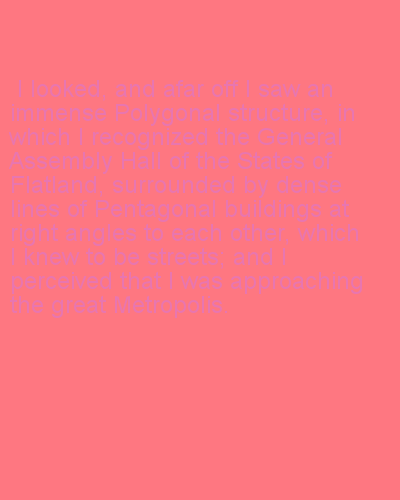 I looked, and afar off I saw an
immense Polygonal structure, in
which I recognized the General
Assembly Hall of the States of
Flatland, surrounded by dense
lines of Pentagonal buildings at
right angles to each other, which
I knew to be streets; and I
perceived that I was approaching
the great Metropolis